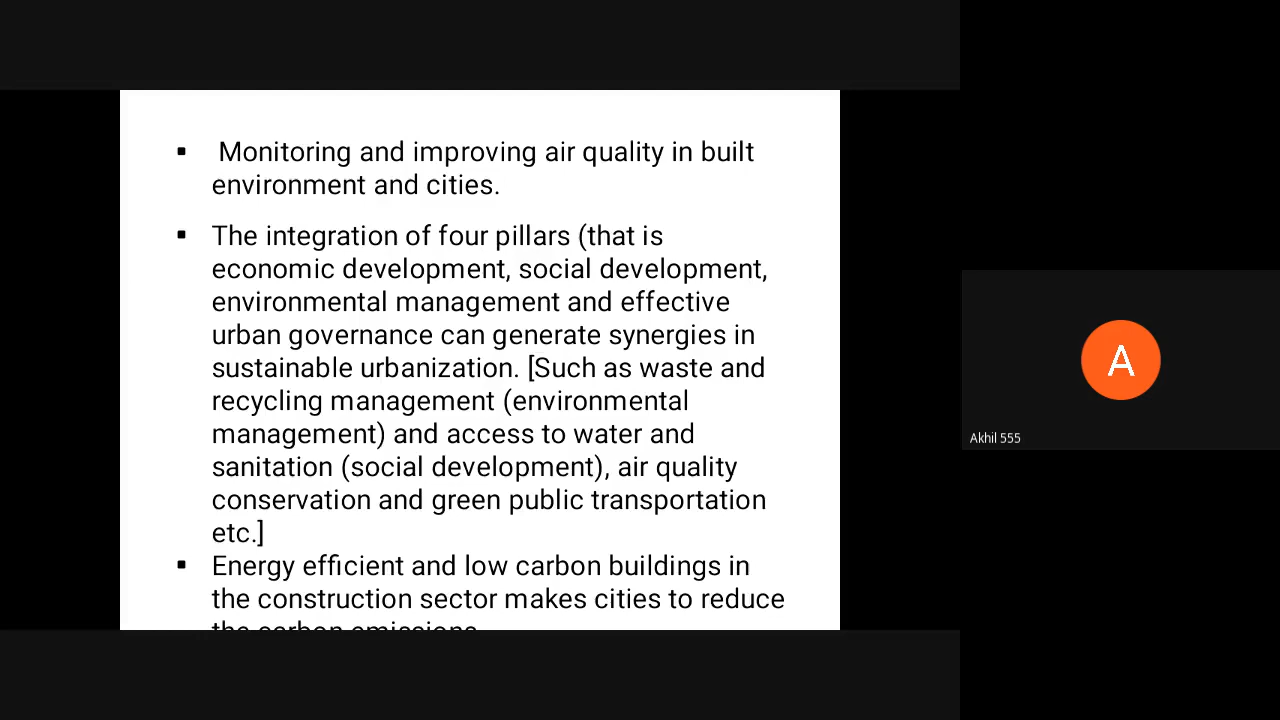 ▪ Monitoring and improving air quality in built
environment and cities.
▪ The integration of four pillars (that is
economic development, social development,
environmental management and effective
urban governance can generate synergies in
sustainable urbanization. [Such as waste and
recycling management (environmental
management) and access to water and
sanitation (social development), air quality
conservation and green public transportation
etc.]
▪ Energy efficient and low carbon buildings in
the construction sector makes cities to reduce
the carbon emissions.
A
Akhil 555